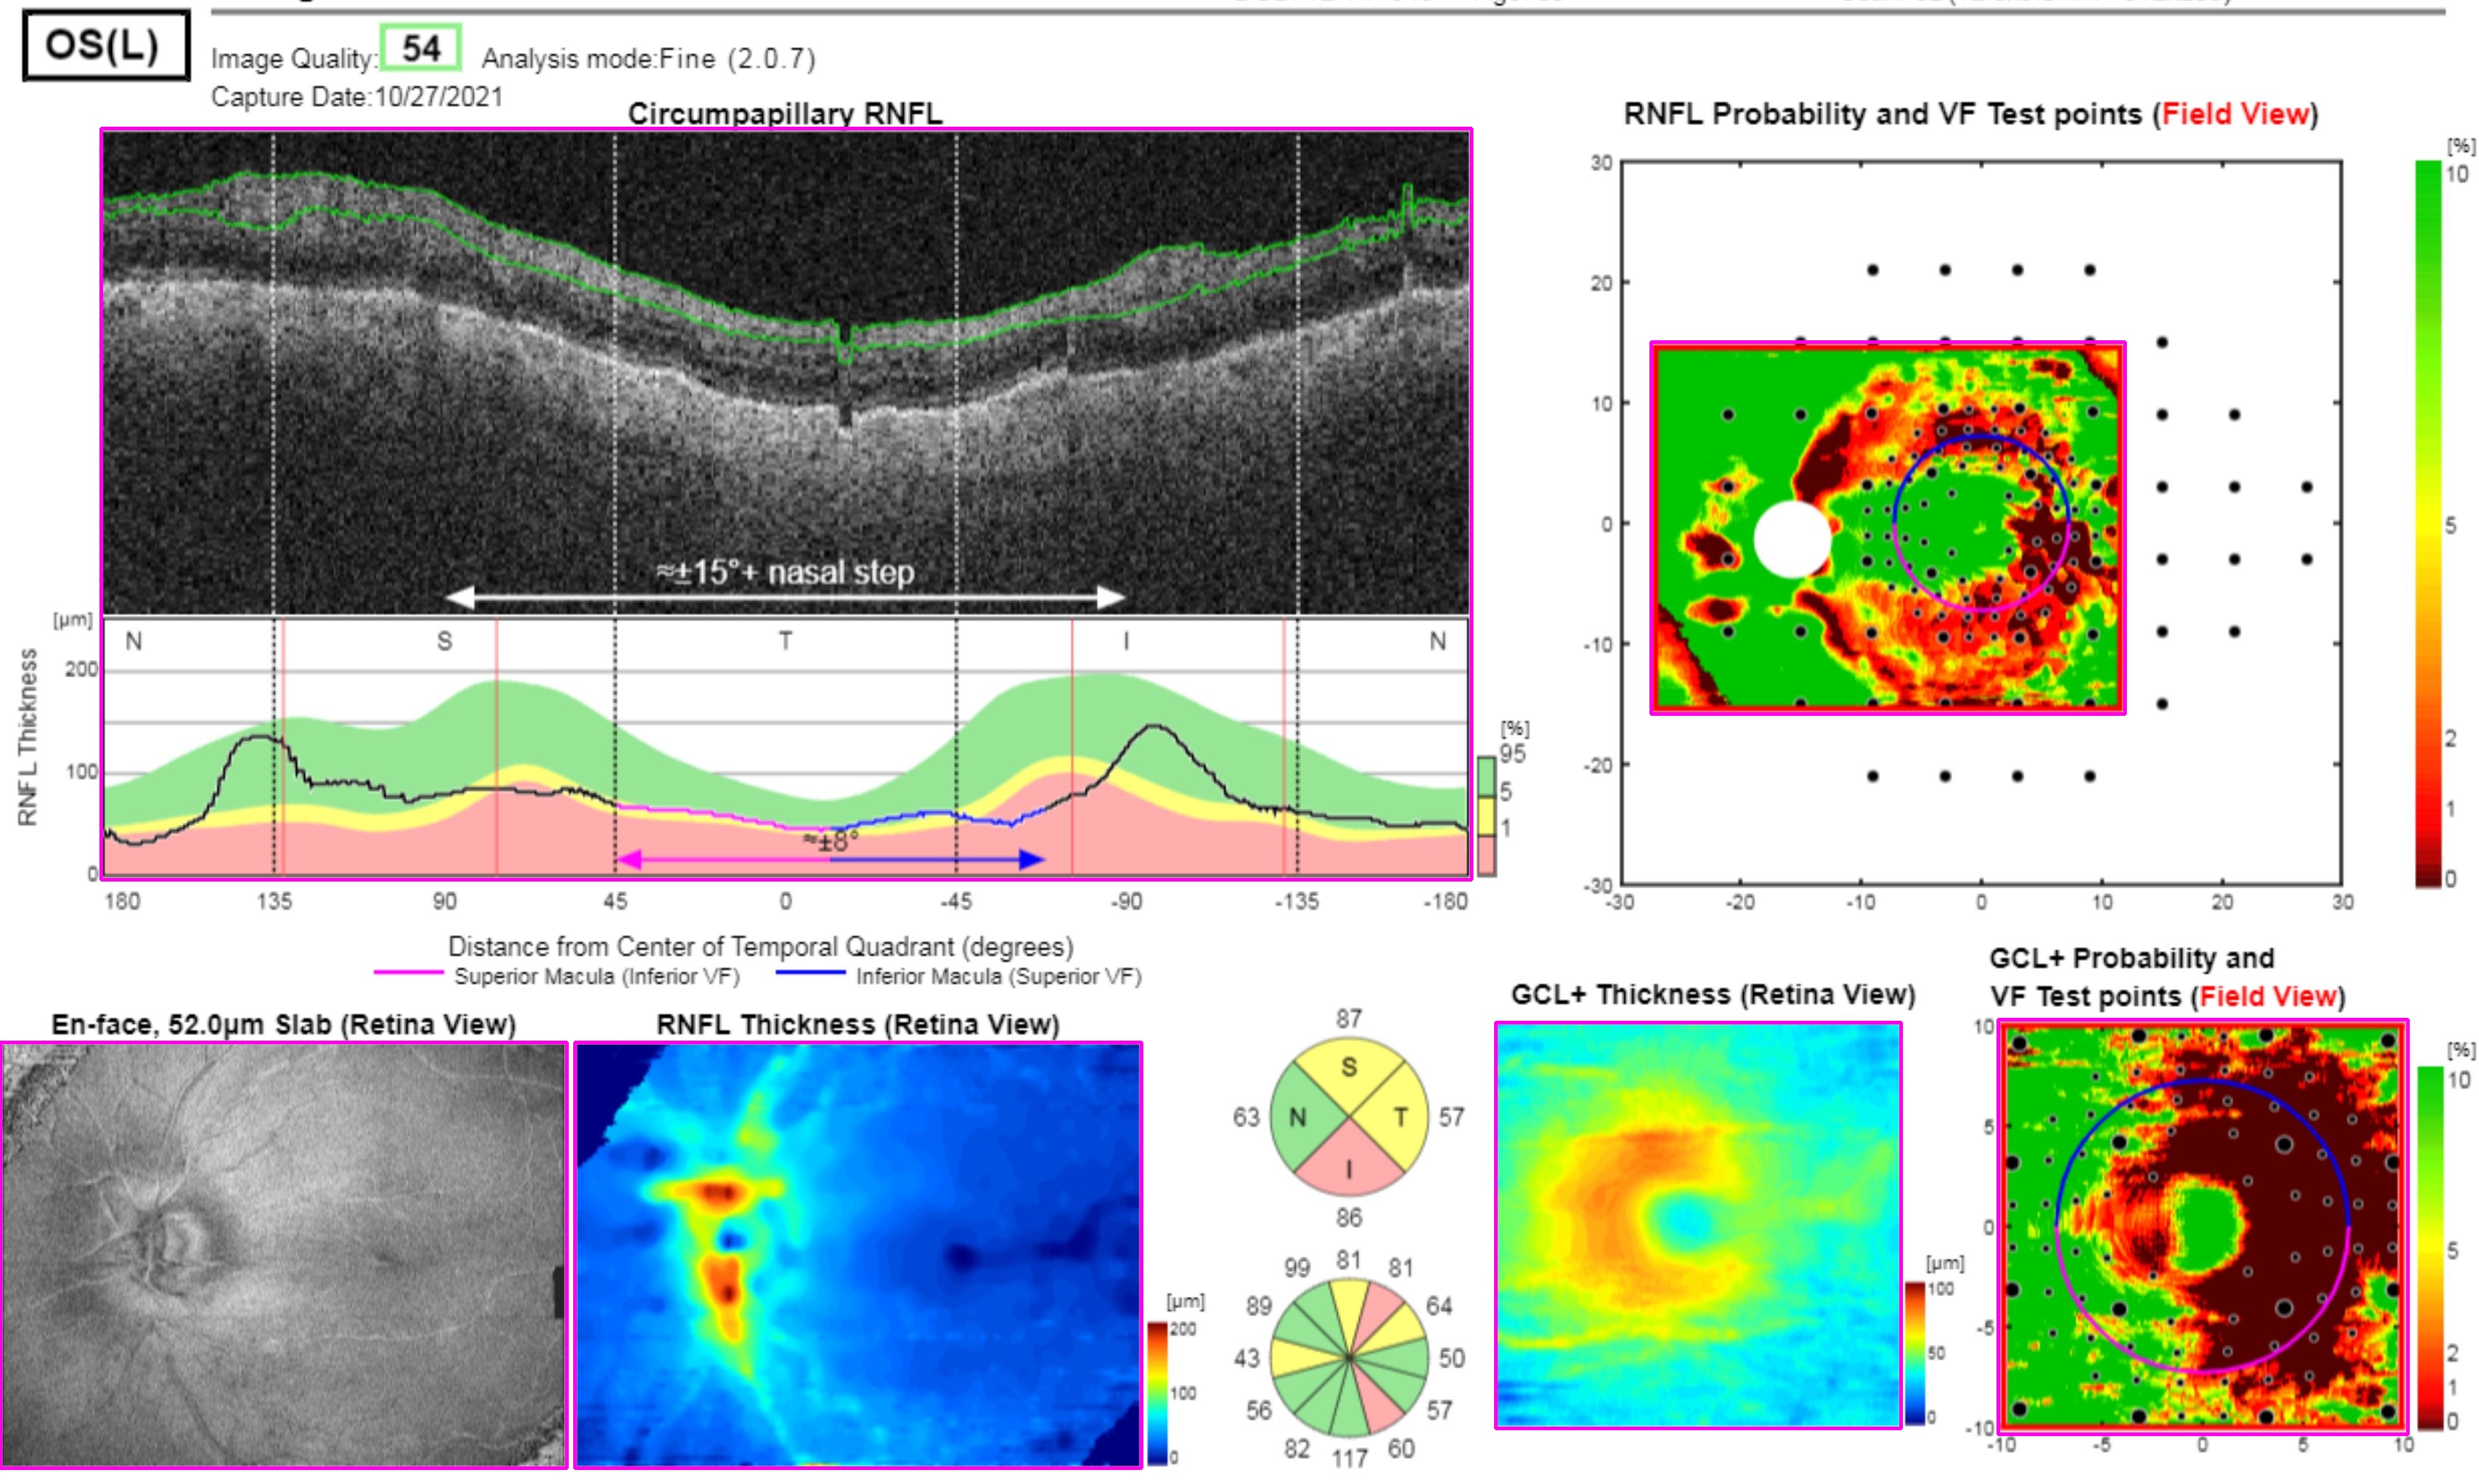 OS(L)
Image Quality: 54 Analysis mode:Fine (2.0.7)
Capture Date:10/27/2021
Circumpapillary RNFL
≈±15°+ nasal step
[µm]
RNFL Thickness
200
100
0
N S T I N
≈±8°
[%]
95
5
1
180 135 90 45 0 -45 -90 -135 -180
Distance from Center of Temporal Quadrant (degrees)
Superior Macula (Inferior VF) Inferior Macula (Superior VF)
RNFL Probability and VF Test points (Field View)
30
20
10
0
-10
-20
-30
-30 -20 -10 0 10 20 30
[%]
10
5
2
1
0
En-face, 52.0µm Slab (Retina View)
RNFL Thickness (Retina View)
[µm]
200
100
0
87
S
63 N T 57
I
86
99 81 81
89 64
43 50
56 57
82 117 60
GCL+ Thickness (Retina View)
[µm]
100
50
0
GCL+ Probability and
VF Test points (Field View)
10
5
0
-5
-10
-10 -5 0 5 10
[%]
10
5
2
1
0